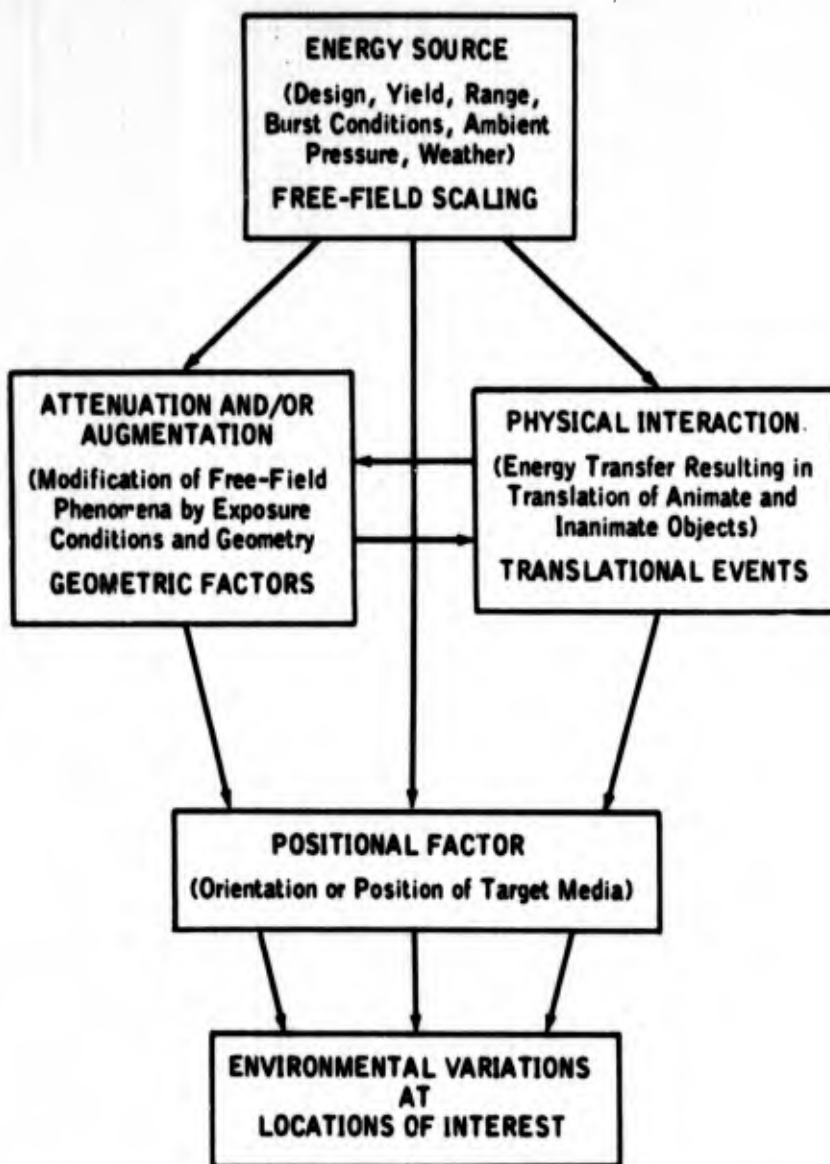 ENERGY SOURCE
(Design, Yield, Range,
Burst Conditions, Ambient
Pressure, Weather)
FREE-FIELD SCALING
ATTENUATION AND/OR
AUGMENTATION
(Modification of Free-Field
Phenomena by Exposure
Conditions and Geometry
GEOMETRIC FACTORS
PHYSICAL INTERACTION
(Energy Transfer Resulting in
Translation of Animate and
Inanimate Objects)
TRANSLATIONAL EVENTS
POSITIONAL FACTOR
(Orientation or Position of Target Media)
ENVIRONMENTAL VARIATIONS
AT
LOCATIONS OF INTEREST